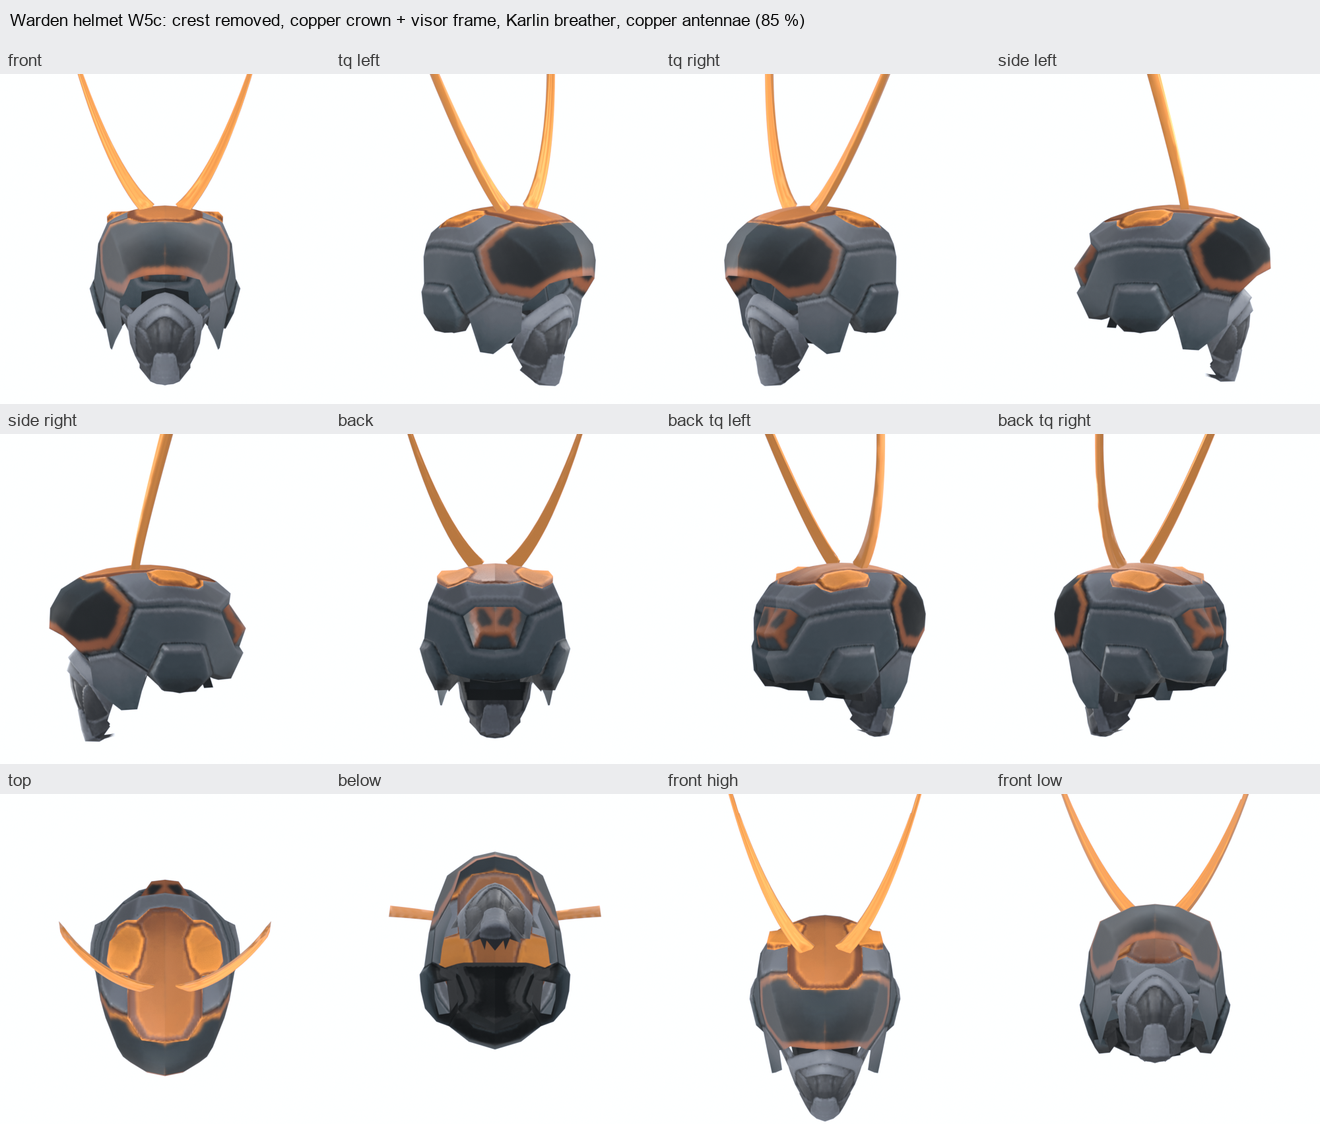 Warden helmet W5c: crest removed, copper crown + visor frame, Karlin breather, copper antennae (85 %)
front
tq left
tq right
side left
side right
back
back tq left
back tq right
top
below
front high
front low